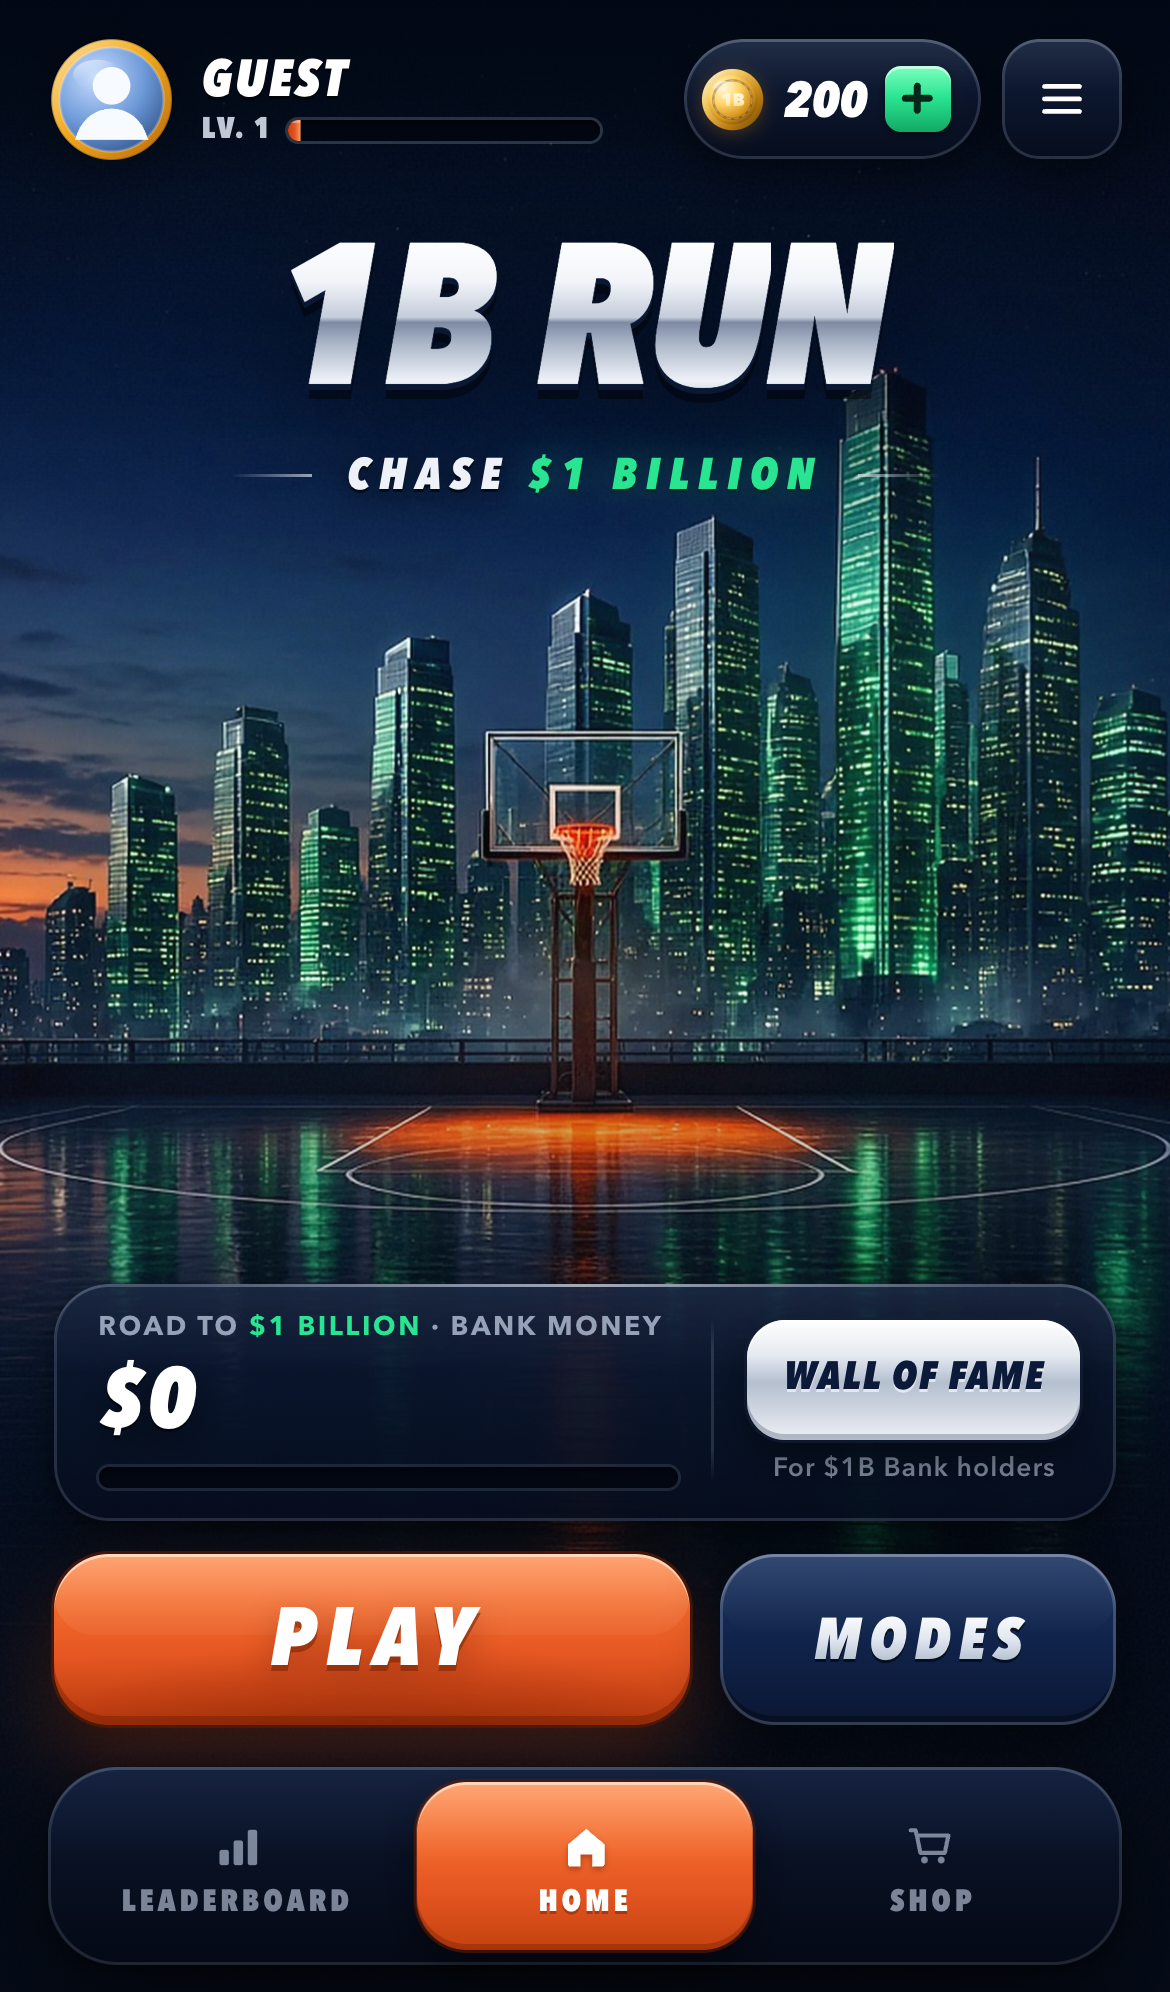 GUEST
LV. 1
1B
200
1B RUN
CHASE $1 BILLION
ROAD TO $1 BILLION · BANK MONEY
$0
WALL OF FAME
For $1B Bank holders
PLAY
MODES
LEADERBOARD
HOME
SHOP